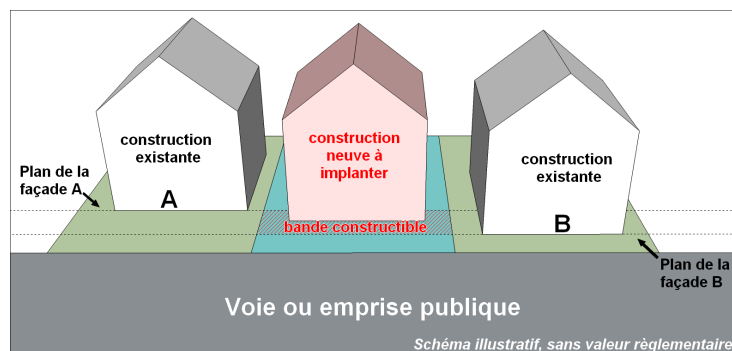 construction
existante
construction
neuve à
implanter
construction
existante
Plan de la
façade A
A
B
bande constructible
Plan de la
façade B
Voie ou emprise publique
Schéma illustratif, sans valeur règlementaire